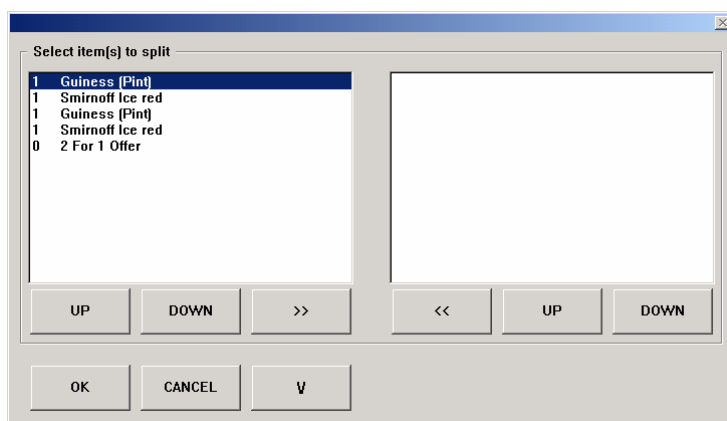 Select item(s) to split
1 Guiness (Pint)
1 Smirnoff Ice red
1 Guiness (Pint)
1 Smirnoff Ice red
0 2 For 1 Offer
UP DOWN >> << UP DOWN
OK CANCEL V